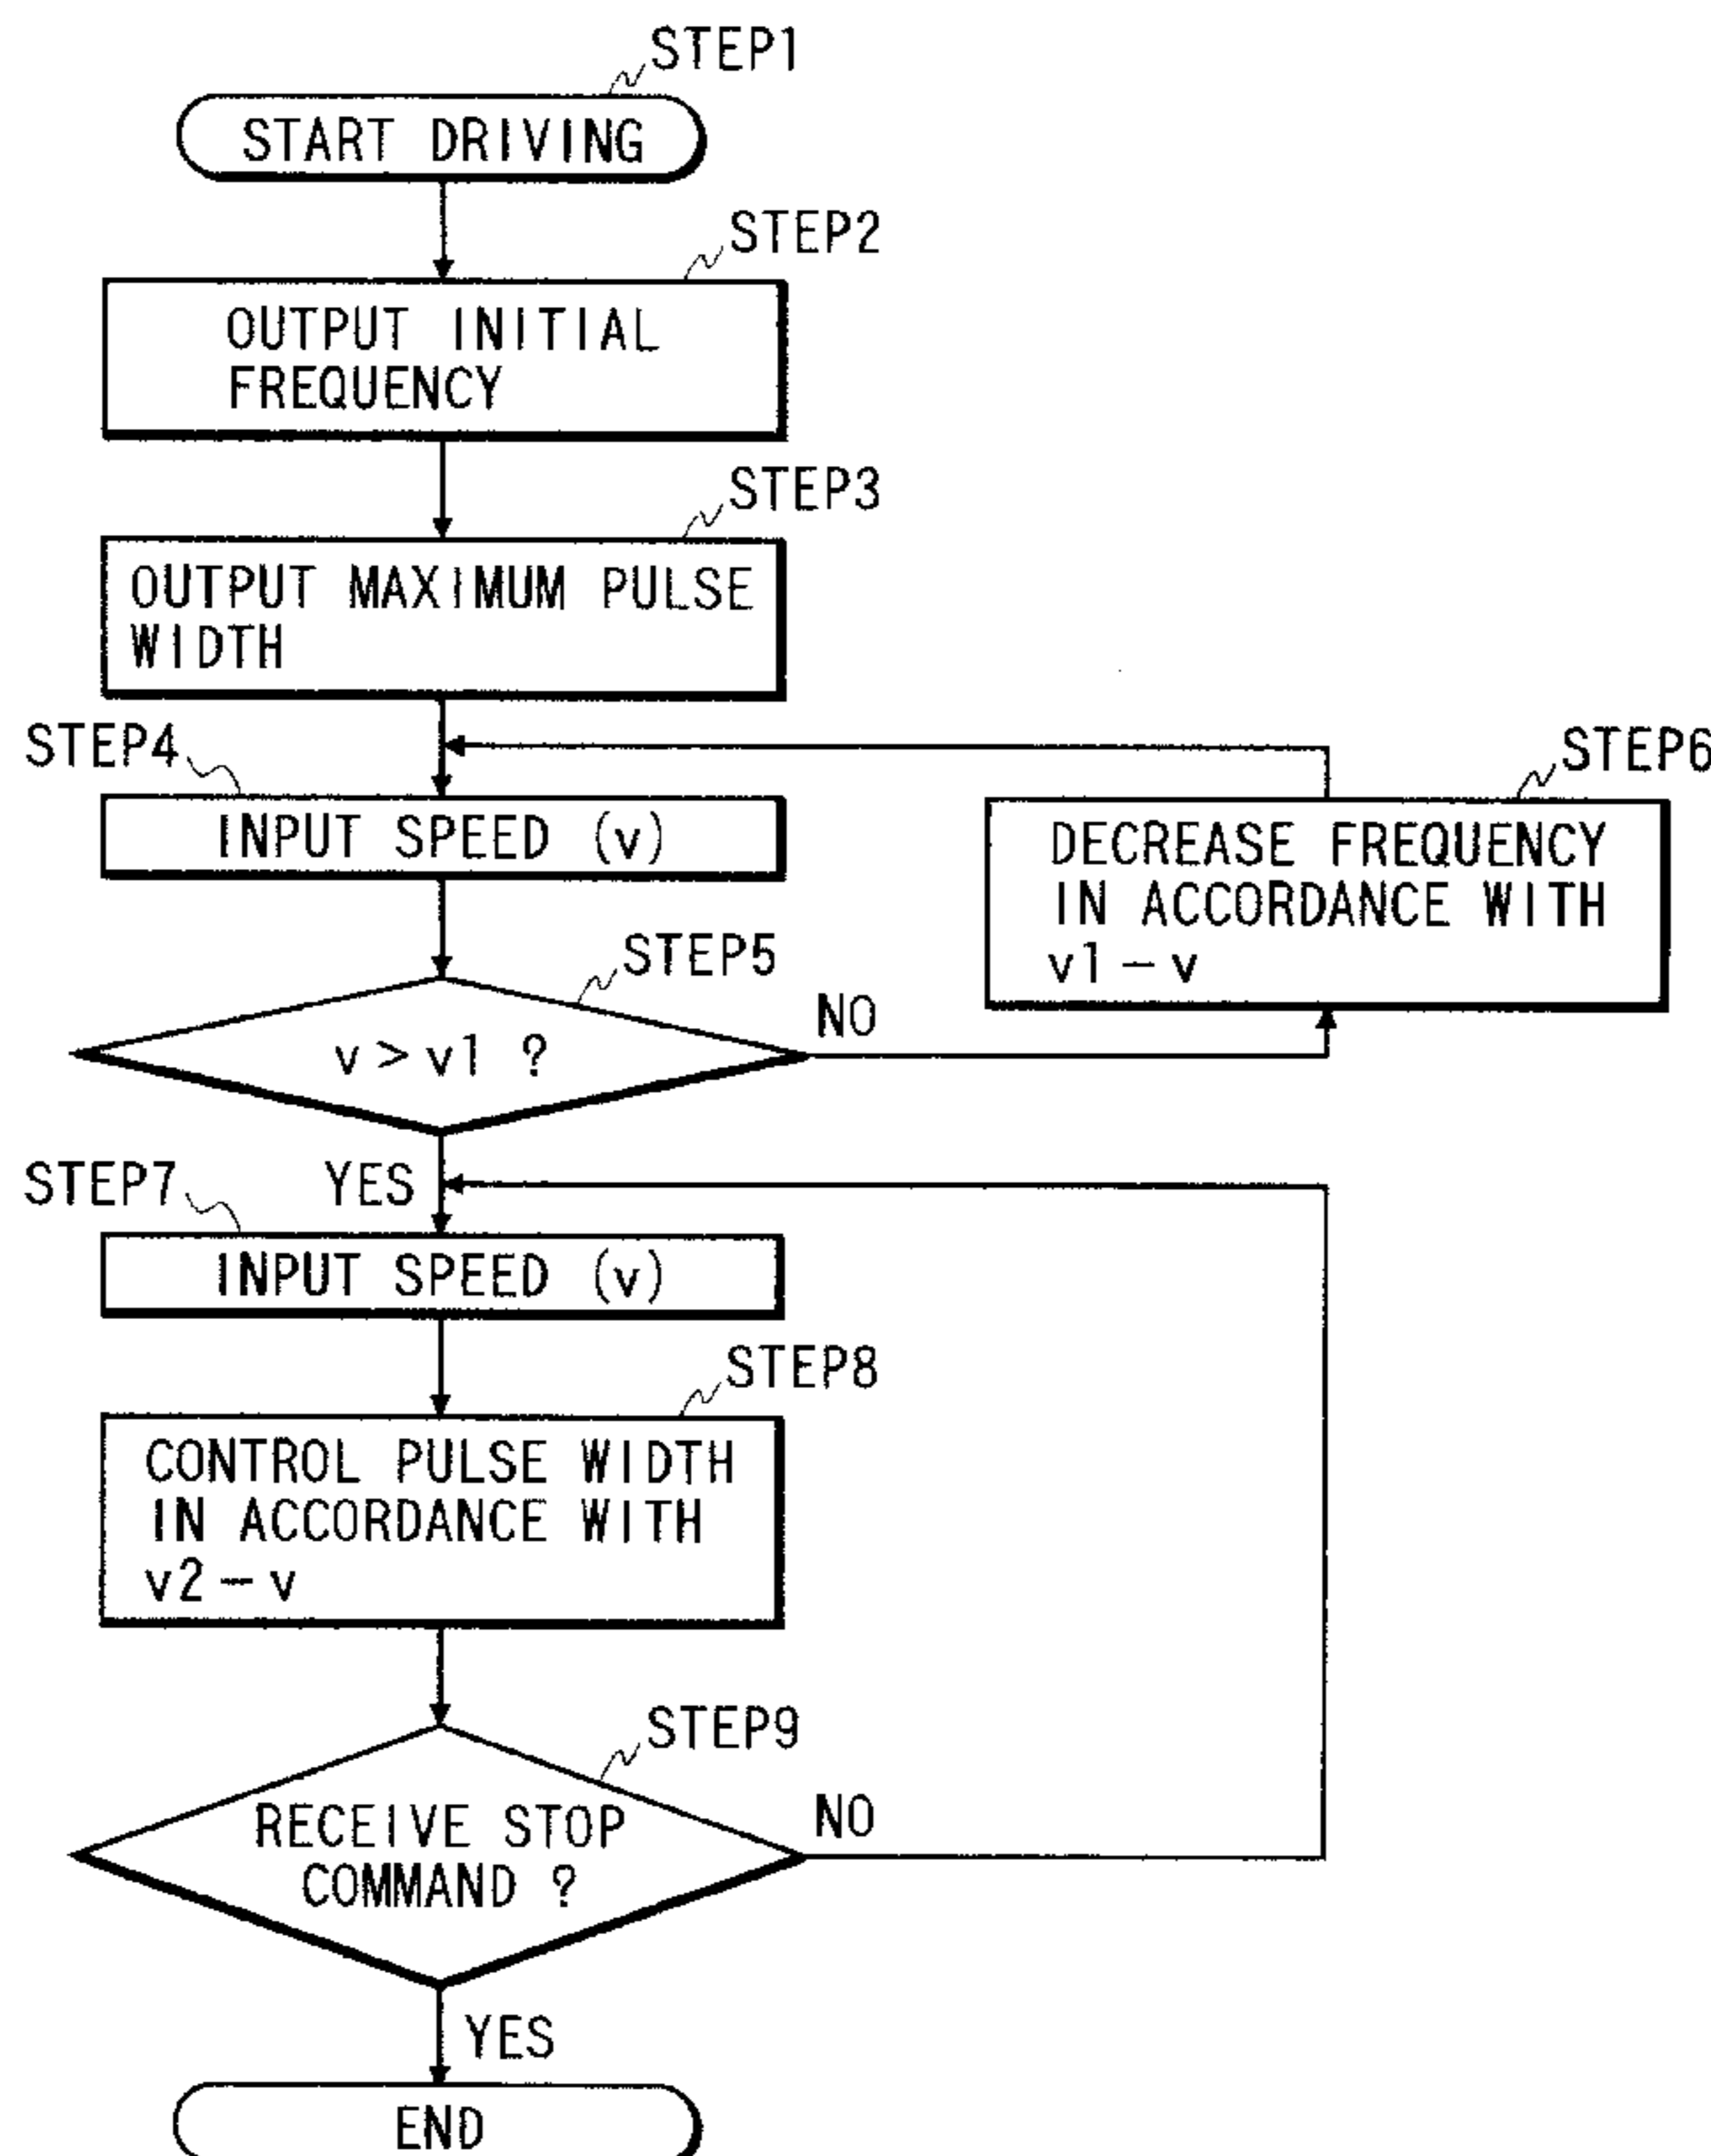 STEP1
START DRIVING
STEP2
OUTPUT INITIAL
FREQUENCY
STEP3
OUTPUT MAXIMUM PULSE
WIDTH
STEP4
INPUT SPEED (v)
STEP6
DECREASE FREQUENCY
IN ACCORDANCE WITH
v1 - v
STEP5
v > v1 ?
NO
YES
STEP7
INPUT SPEED (v)
STEP8
CONTROL PULSE WIDTH
IN ACCORDANCE WITH
v2 - v
STEP9
RECEIVE STOP
COMMAND ?
NO
YES
END